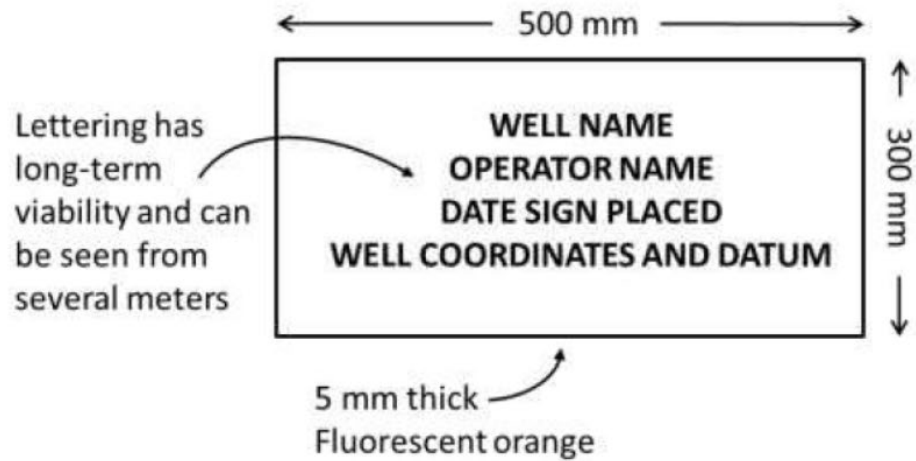 500 mm
Lettering has
long-term
viability and can
be seen from
several meters
WELL NAME
OPERATOR NAME
DATE SIGN PLACED
WELL COORDINATES AND DATUM
300 mm
5 mm thick
Fluorescent orange